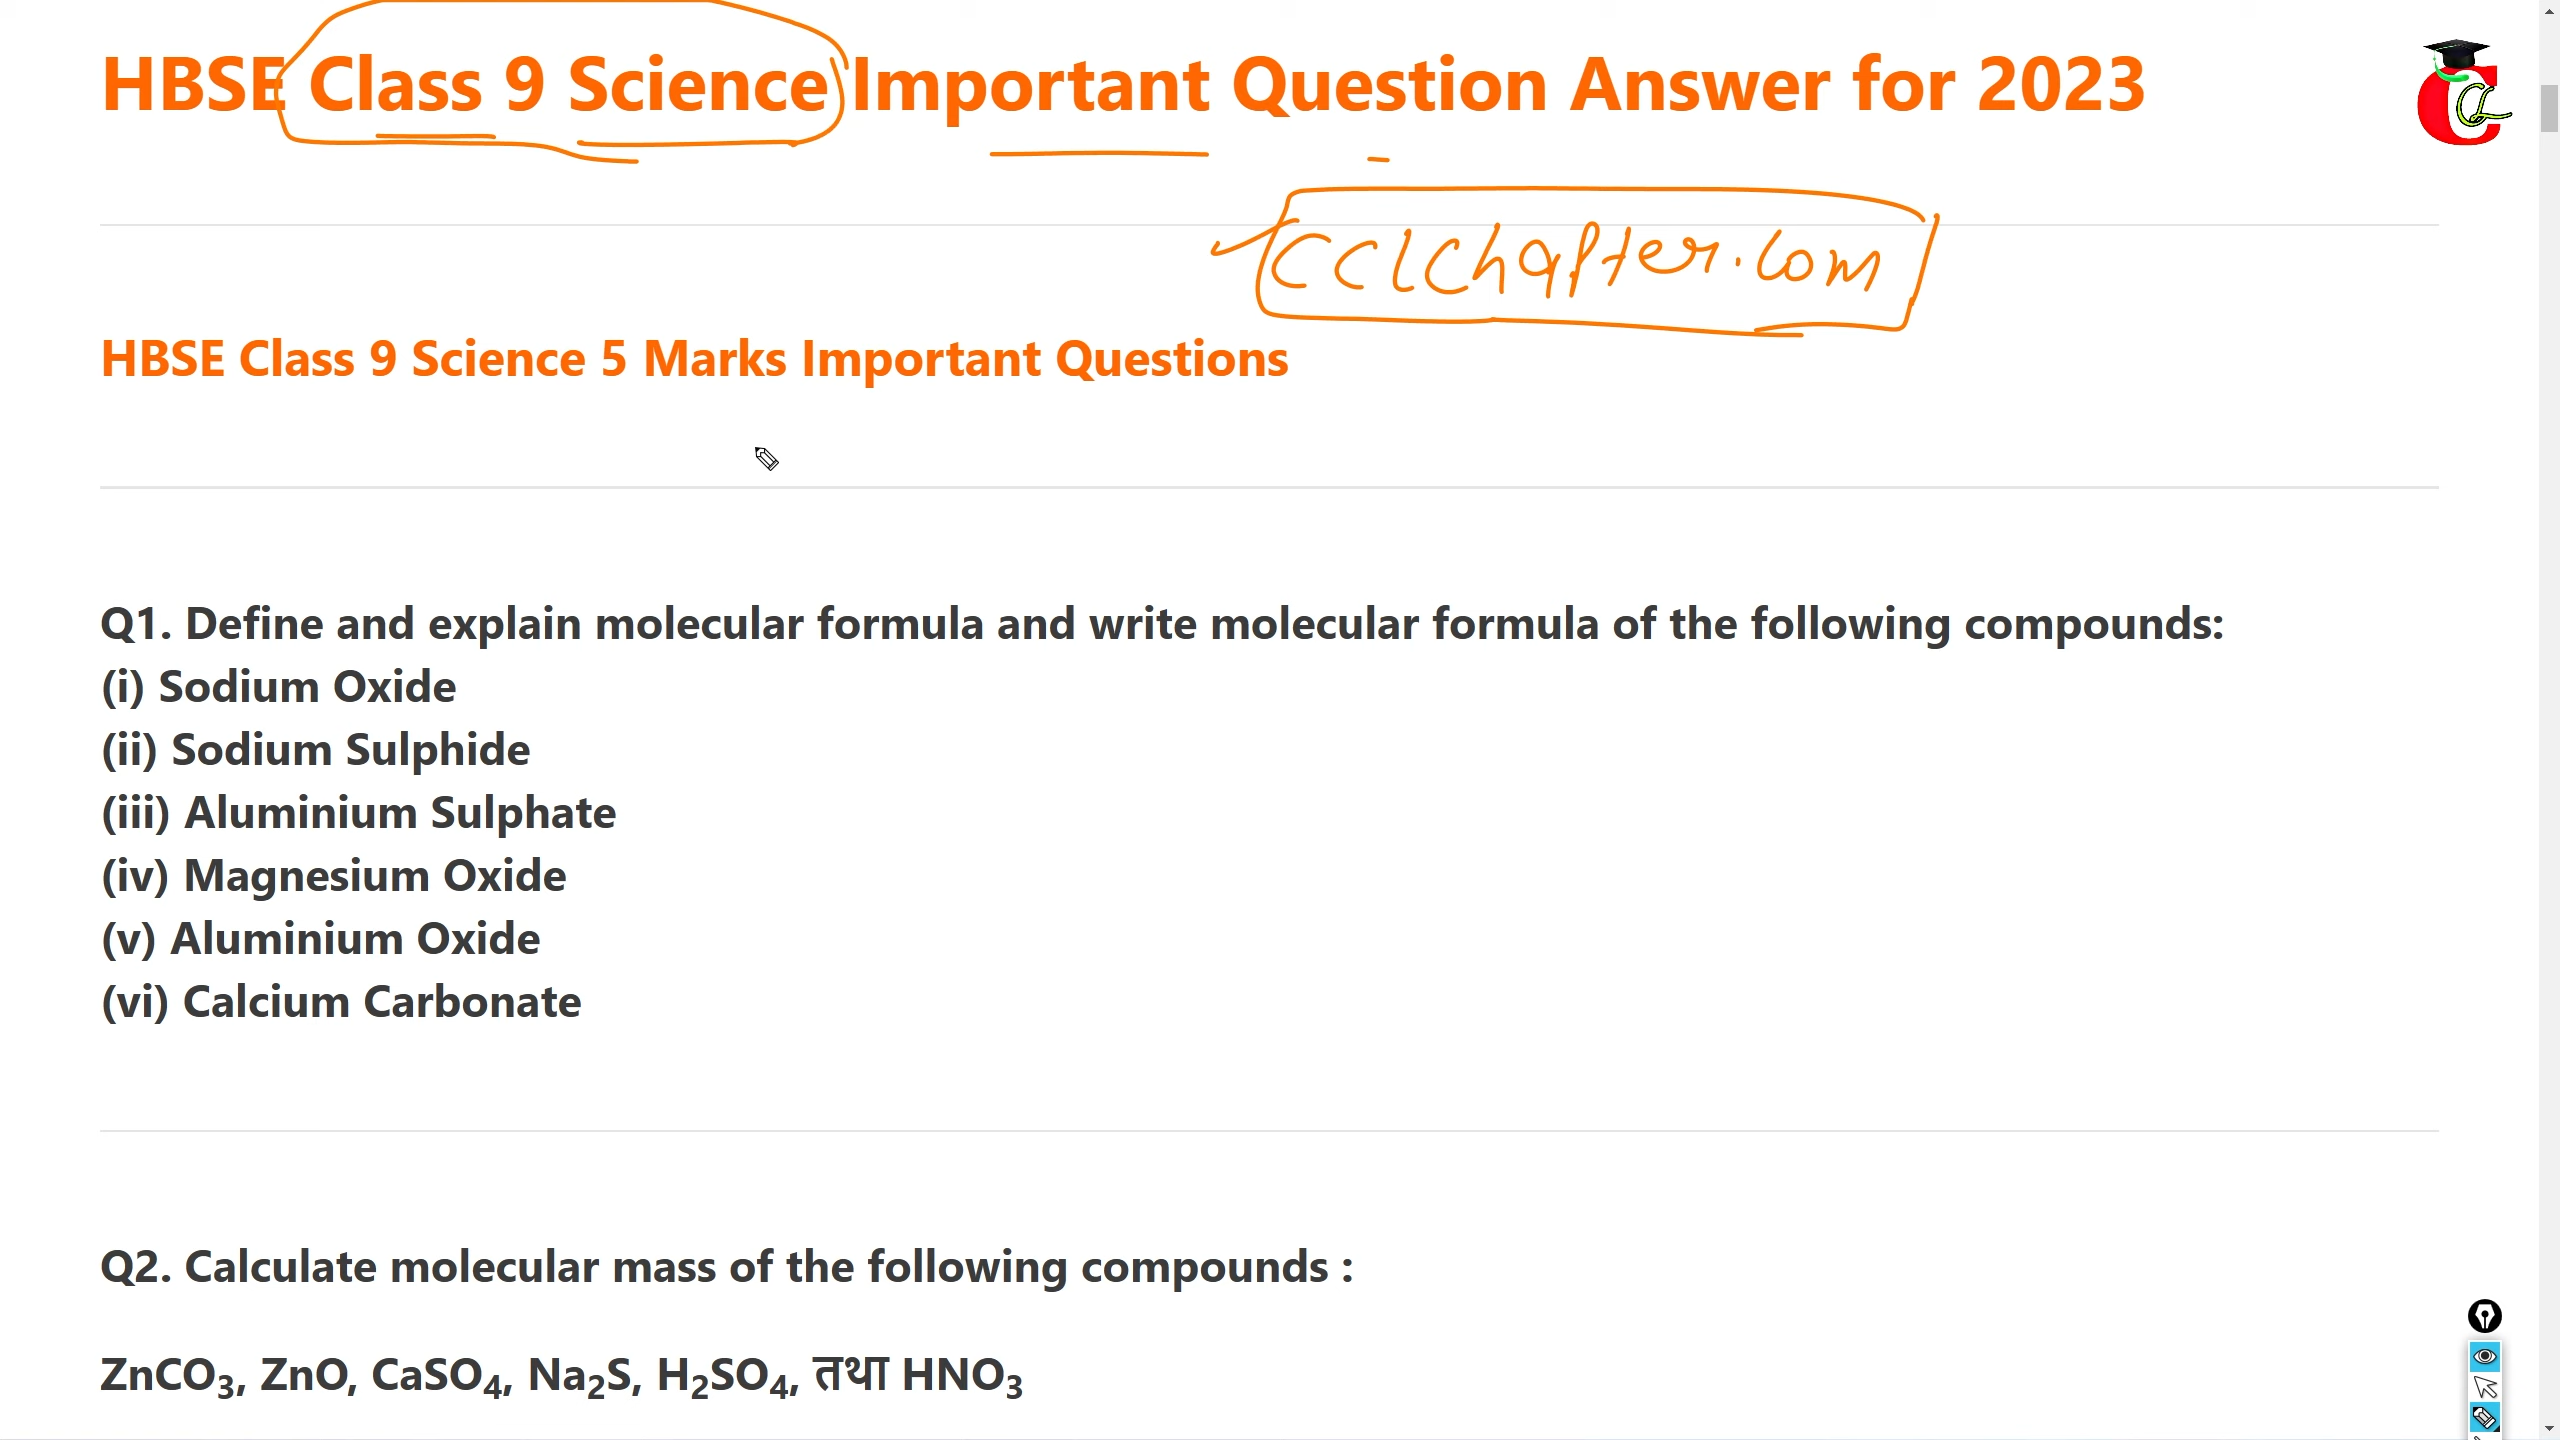 HBSE Class 9 Science Important Question Answer for 2023
CCLChapter.com
HBSE Class 9 Science 5 Marks Important Questions
Q1. Define and explain molecular formula and write molecular formula of the following compounds:
(i) Sodium Oxide
(ii) Sodium Sulphide
(iii) Aluminium Sulphate
(iv) Magnesium Oxide
(v) Aluminium Oxide
(vi) Calcium Carbonate
Q2. Calculate molecular mass of the following compounds :
ZnCO₃, ZnO, CaSO₄, Na₂S, H₂SO₄, तथा HNO₃